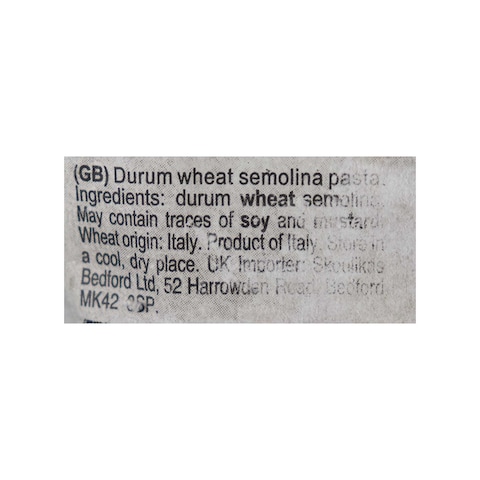 (GB) Durum wheat semolina pasta.
Ingredients: durum wheat semolina.
May contain traces of soy and mustard.
Wheat origin: Italy. Product of Italy. Store in
a cool, dry place. UK Importer: Skoulikas
Bedford Ltd, 52 Harrowden Road, Bedford
MK42